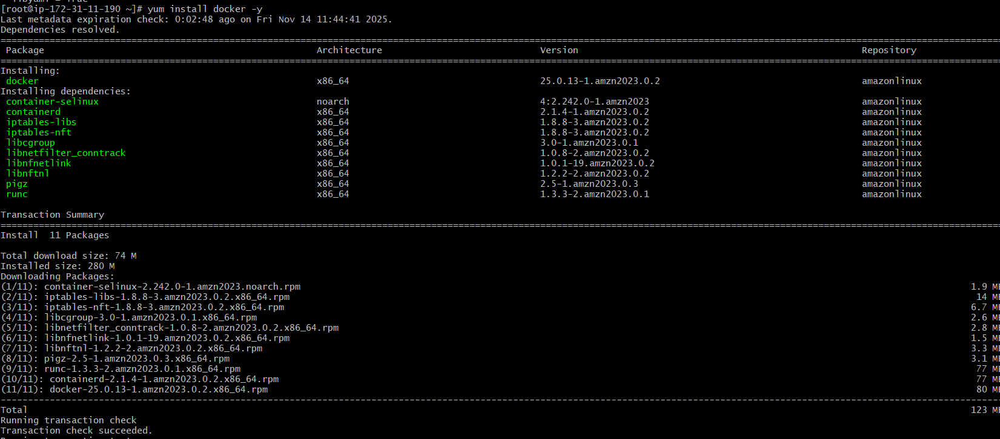 [root@ip-172-31-11-190 ~]# yum install docker -y
Last metadata expiration check: 0:02:48 ago on Fri Nov 14 11:44:41 2025.
Dependencies resolved.
Package Architecture Version Repository
Installing:
docker x86_64 25.0.13-1.amzn2023.0.2 amazonlinux
Installing dependencies:
container-selinux noarch 4:2.242.0-1.amzn2023 amazonlinux
containerd x86_64 2.1.4-1.amzn2023.0.2 amazonlinux
iptables-libs x86_64 1.8.8-3.amzn2023.0.2 amazonlinux
iptables-nft x86_64 1.8.8-3.amzn2023.0.2 amazonlinux
libcgroup x86_64 3.0-1.amzn2023.0.1 amazonlinux
libnetfilter_conntrack x86_64 1.0.8-2.amzn2023.0.2 amazonlinux
libnfnetlink x86_64 1.0.1-19.amzn2023.0.2 amazonlinux
libnftnl x86_64 1.2.2-2.amzn2023.0.2 amazonlinux
pigz x86_64 2.5-1.amzn2023.0.3 amazonlinux
runc x86_64 1.3.3-2.amzn2023.0.1 amazonlinux
Transaction Summary
Install 11 Packages
Total download size: 74 M
Installed size: 280 M
Downloading Packages:
(1/11): container-selinux-2.242.0-1.amzn2023.noarch.rpm 1.9 M
(2/11): iptables-libs-1.8.8-3.amzn2023.0.2.x86_64.rpm 14 M
(3/11): iptables-nft-1.8.8-3.amzn2023.0.2.x86_64.rpm 6.7 M
(4/11): libcgroup-3.0-1.amzn2023.0.1.x86_64.rpm 2.6 M
(5/11): libnetfilter_conntrack-1.0.8-2.amzn2023.0.2.x86_64.rpm 2.8 M
(6/11): libnfnetlink-1.0.1-19.amzn2023.0.2.x86_64.rpm 1.5 M
(7/11): libnftnl-1.2.2-2.amzn2023.0.2.x86_64.rpm 3.3 M
(8/11): pigz-2.5-1.amzn2023.0.3.x86_64.rpm 3.1 M
(9/11): runc-1.3.3-2.amzn2023.0.1.x86_64.rpm 77 M
(10/11): containerd-2.1.4-1.amzn2023.0.2.x86_64.rpm 77 M
(11/11): docker-25.0.13-1.amzn2023.0.2.x86_64.rpm 80 M
Total 123 M
Running transaction check
Transaction check succeeded.